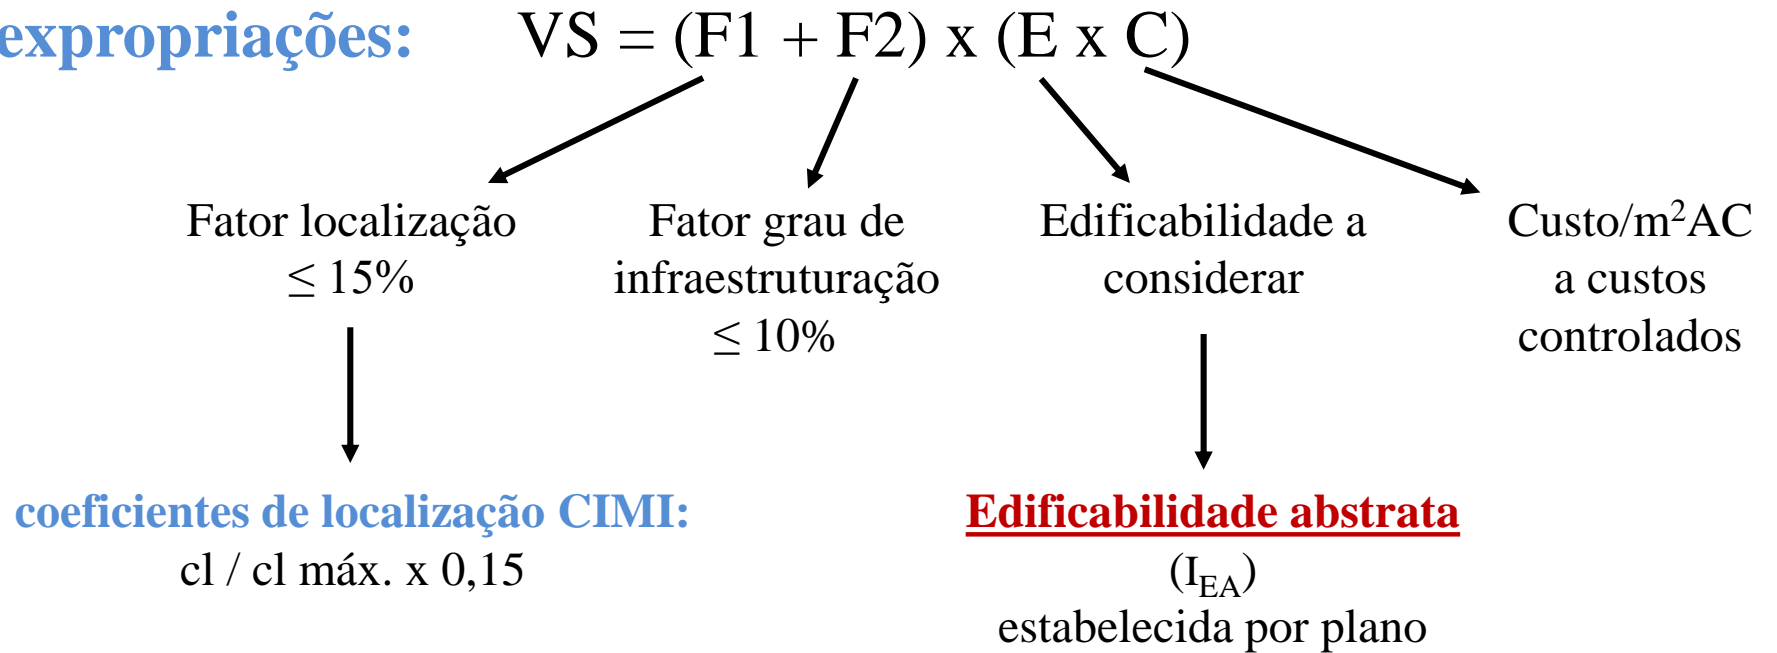 expropriações: VS = (F1 + F2) x (E x C)
Fator localização
≤ 15%
Fator grau de
infraestruturação
≤ 10%
Edificabilidade a
considerar
Custo/m²AC
a custos
controlados
coeficientes de localização CIMI:
cl / cl máx. x 0,15
Edificabilidade abstrata
(I_EA)
estabelecida por plano